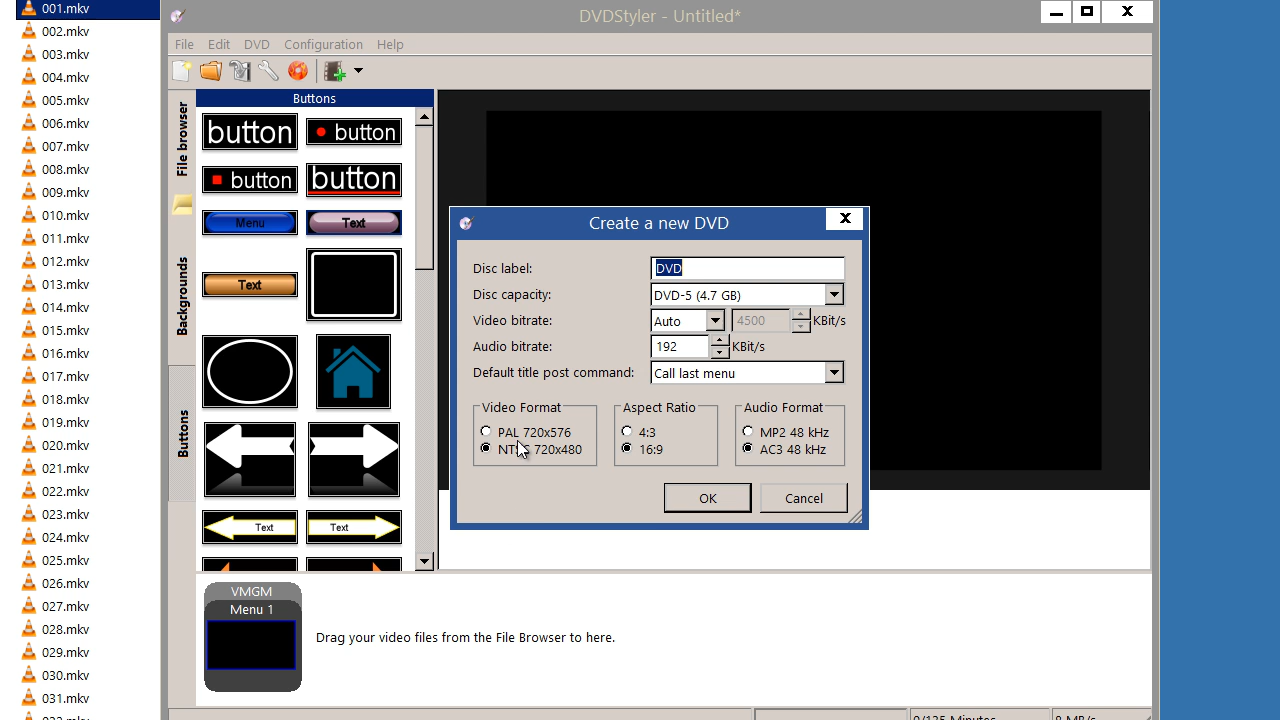 001.mkv
002.mkv
003.mkv
004.mkv
005.mkv
006.mkv
007.mkv
008.mkv
009.mkv
010.mkv
011.mkv
012.mkv
013.mkv
014.mkv
015.mkv
016.mkv
017.mkv
018.mkv
019.mkv
020.mkv
021.mkv
022.mkv
023.mkv
024.mkv
025.mkv
026.mkv
027.mkv
028.mkv
029.mkv
030.mkv
031.mkv
DVDStyler - Untitled*
File Edit DVD Configuration Help
File browser
Backgrounds
Buttons
Buttons
button
button
button
button
Menu
Text
Text
Text
Text
Create a new DVD
Disc label: DVD
Disc capacity: DVD-5 (4.7 GB)
Video bitrate: Auto 4500 KBit/s
Audio bitrate: 192 KBit/s
Default title post command: Call last menu
Video Format Aspect Ratio Audio Format
PAL 720x576 4:3 MP2 48 kHz
720x480 16:9 AC3 48 kHz
OK Cancel
VMGM
Menu 1
Drag your video files from the File Browser to here.
0/135 Minutes 8 MB/s